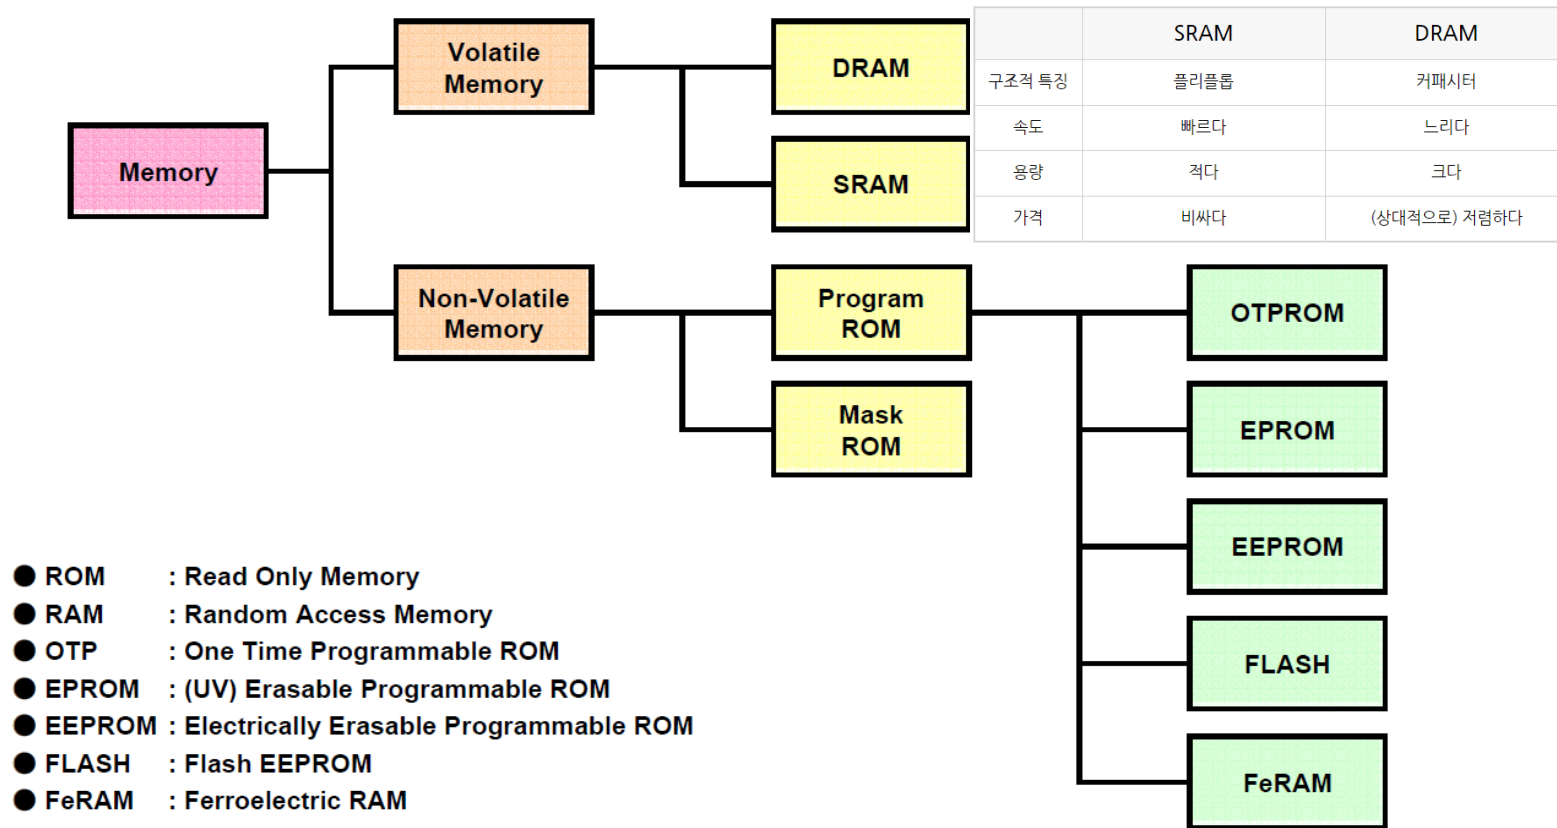 Memory
Volatile
Memory
Non-Volatile
Memory
DRAM
SRAM
Program
ROM
Mask
ROM
OTPROM
EPROM
EEPROM
FLASH
FeRAM
SRAM DRAM
구조적 특징 플리플롭 커패시터
속도 빠르다 느리다
용량 적다 크다
가격 비싸다 (상대적으로) 저렴하다
● ROM : Read Only Memory
● RAM : Random Access Memory
● OTP : One Time Programmable ROM
● EPROM : (UV) Erasable Programmable ROM
● EEPROM : Electrically Erasable Programmable ROM
● FLASH : Flash EEPROM
● FeRAM : Ferroelectric RAM